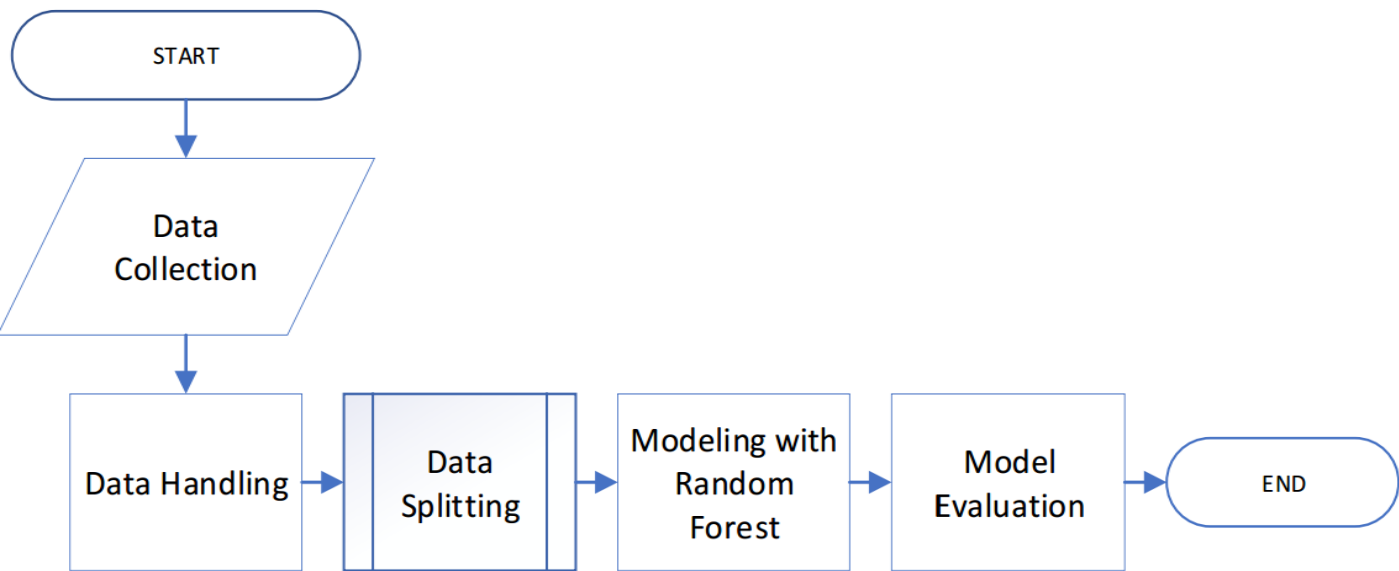 START
Data
Collection
Data Handling
Data
Splitting
Modeling with
Random
Forest
Model
Evaluation
END